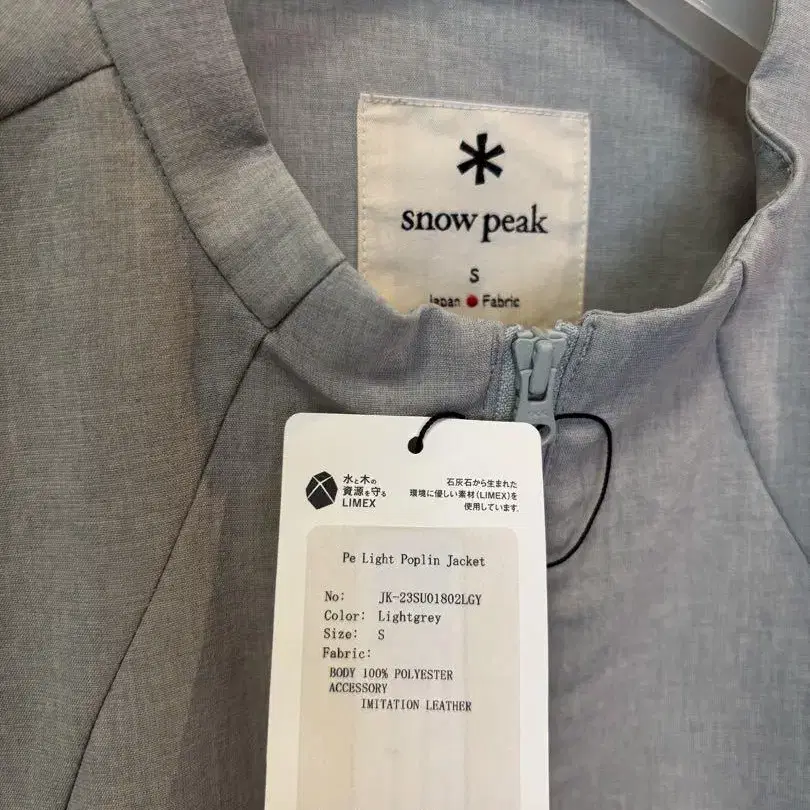 snow peak
S
Japan Fabric
水と木の
資源を守る
LIMEX
石灰石から生まれた
環境に優しい素材(LIMEX)を
使用しています.
Pe Light Poplin Jacket
No: JK-23SU01802LGY
Color: Lightgrey
Size: S
Fabric:
BODY 100% POLYESTER
ACCESSORY
IMITATION LEATHER